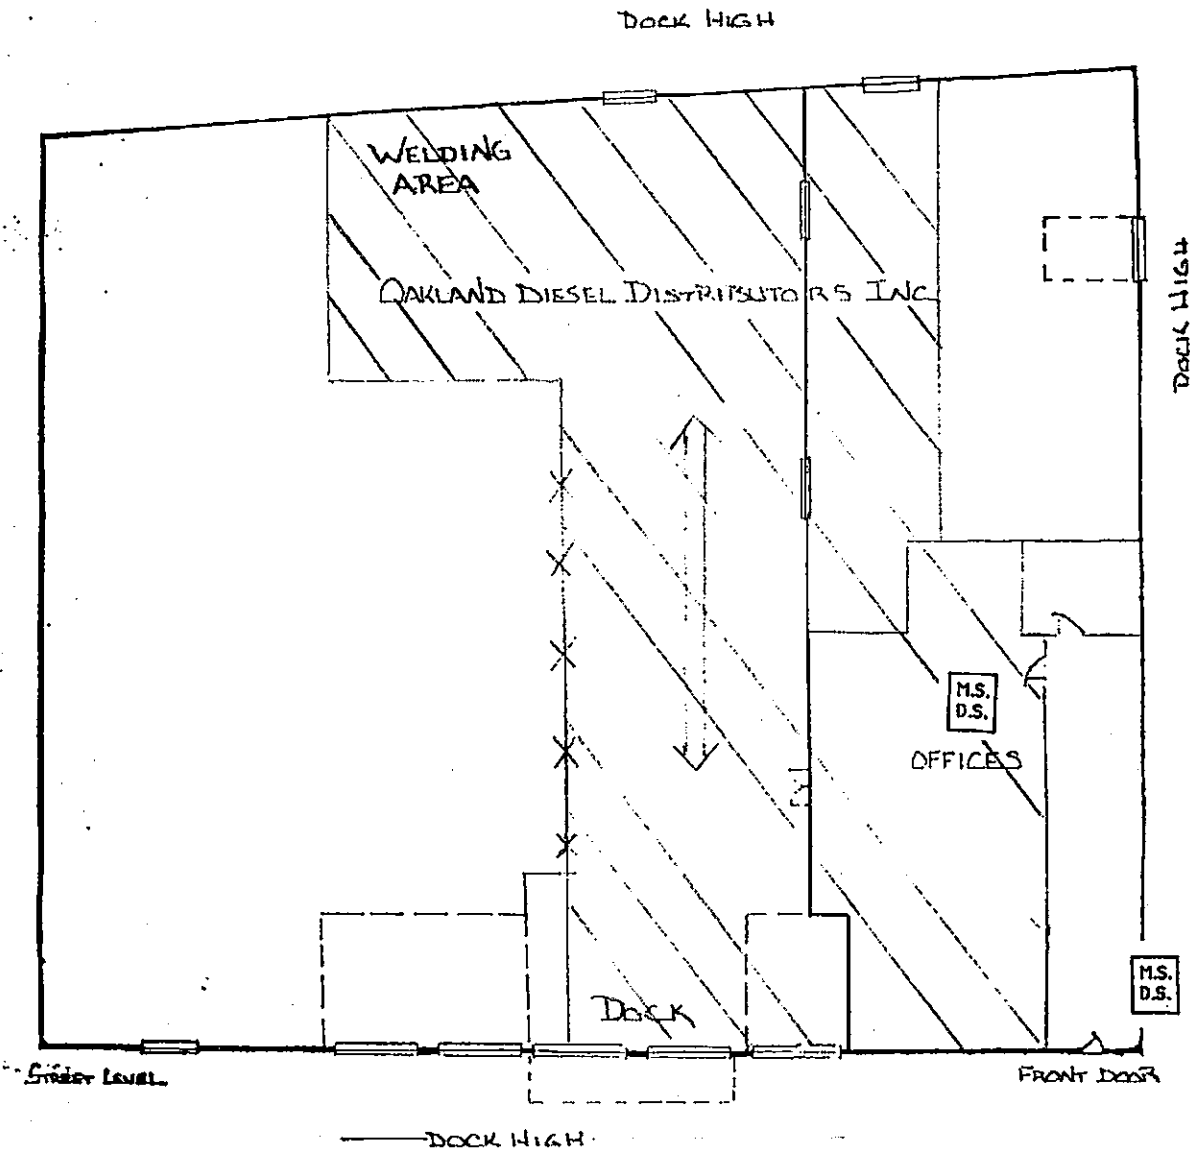 DOCK HIGH
WELDING
AREA
OAKLAND DIESEL DISTRIBUTORS INC
DOCK HIGH
M.S.
D.S.
OFFICES
M.S.
D.S.
DOCK
STREET LEVEL
FRONT DOOR
DOCK HIGH